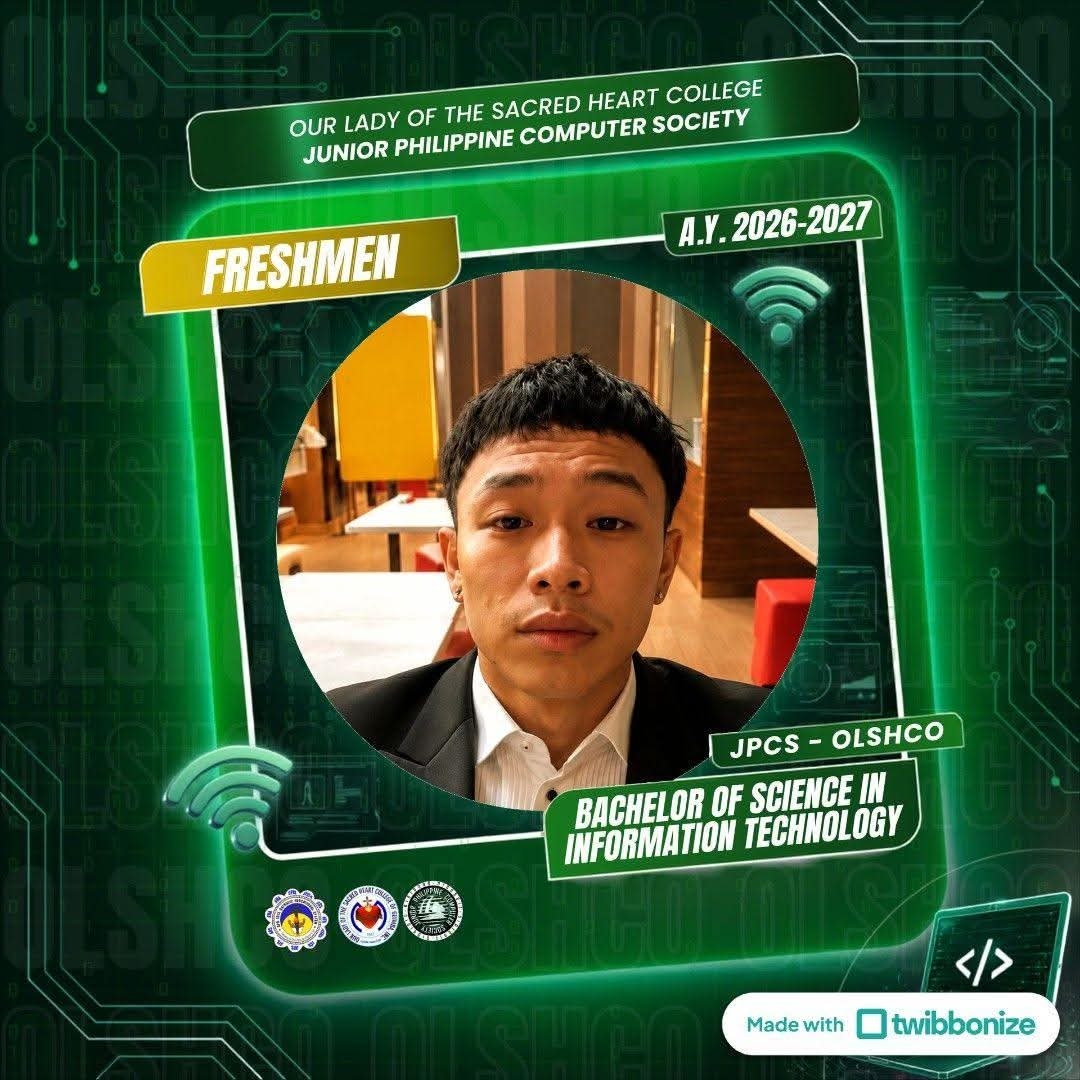 OUR LADY OF THE SACRED HEART COLLEGE
JUNIOR PHILIPPINE COMPUTER SOCIETY
FRESHMEN
A.Y. 2026-2027
JPCS - OLSHCO
BACHELOR OF SCIENCE IN
INFORMATION TECHNOLOGY
</>
Made with twibbonize